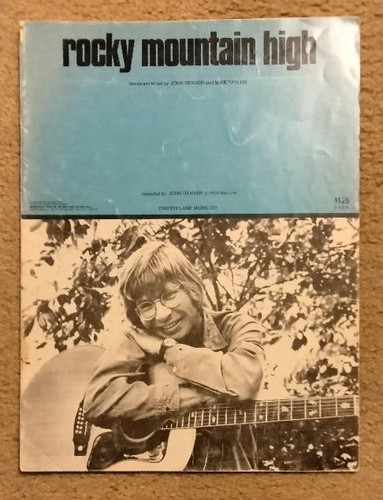 rocky mountain high
Words and Music by JOHN DENVER and MIKE TAYLOR
Recorded by JOHN DENVER on RCA Records
CHERRY LANE MUSIC CO.